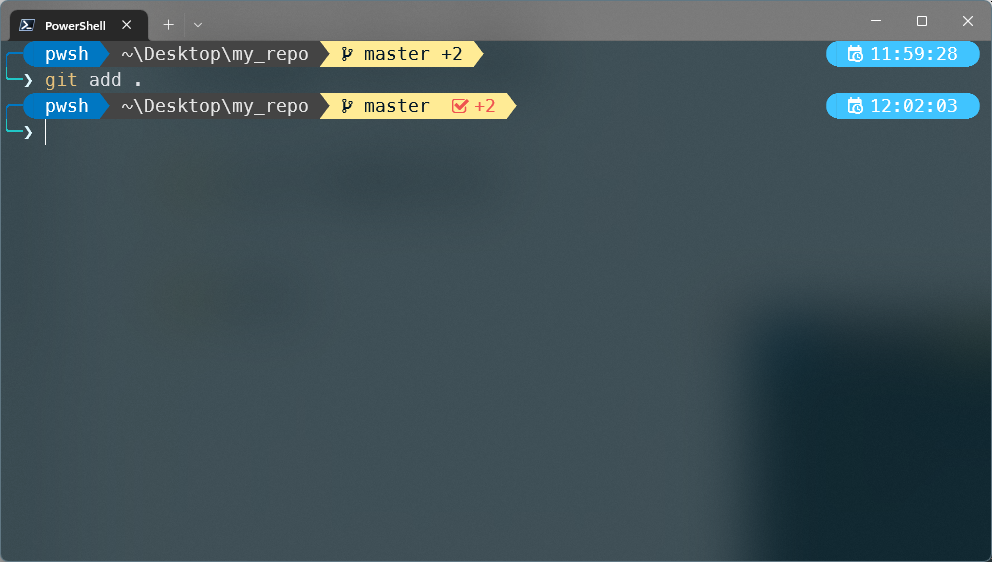 PowerShell
pwsh ~\Desktop\my_repo master +2 11:59:28
❯ git add .
pwsh ~\Desktop\my_repo master +2 12:02:03
❯